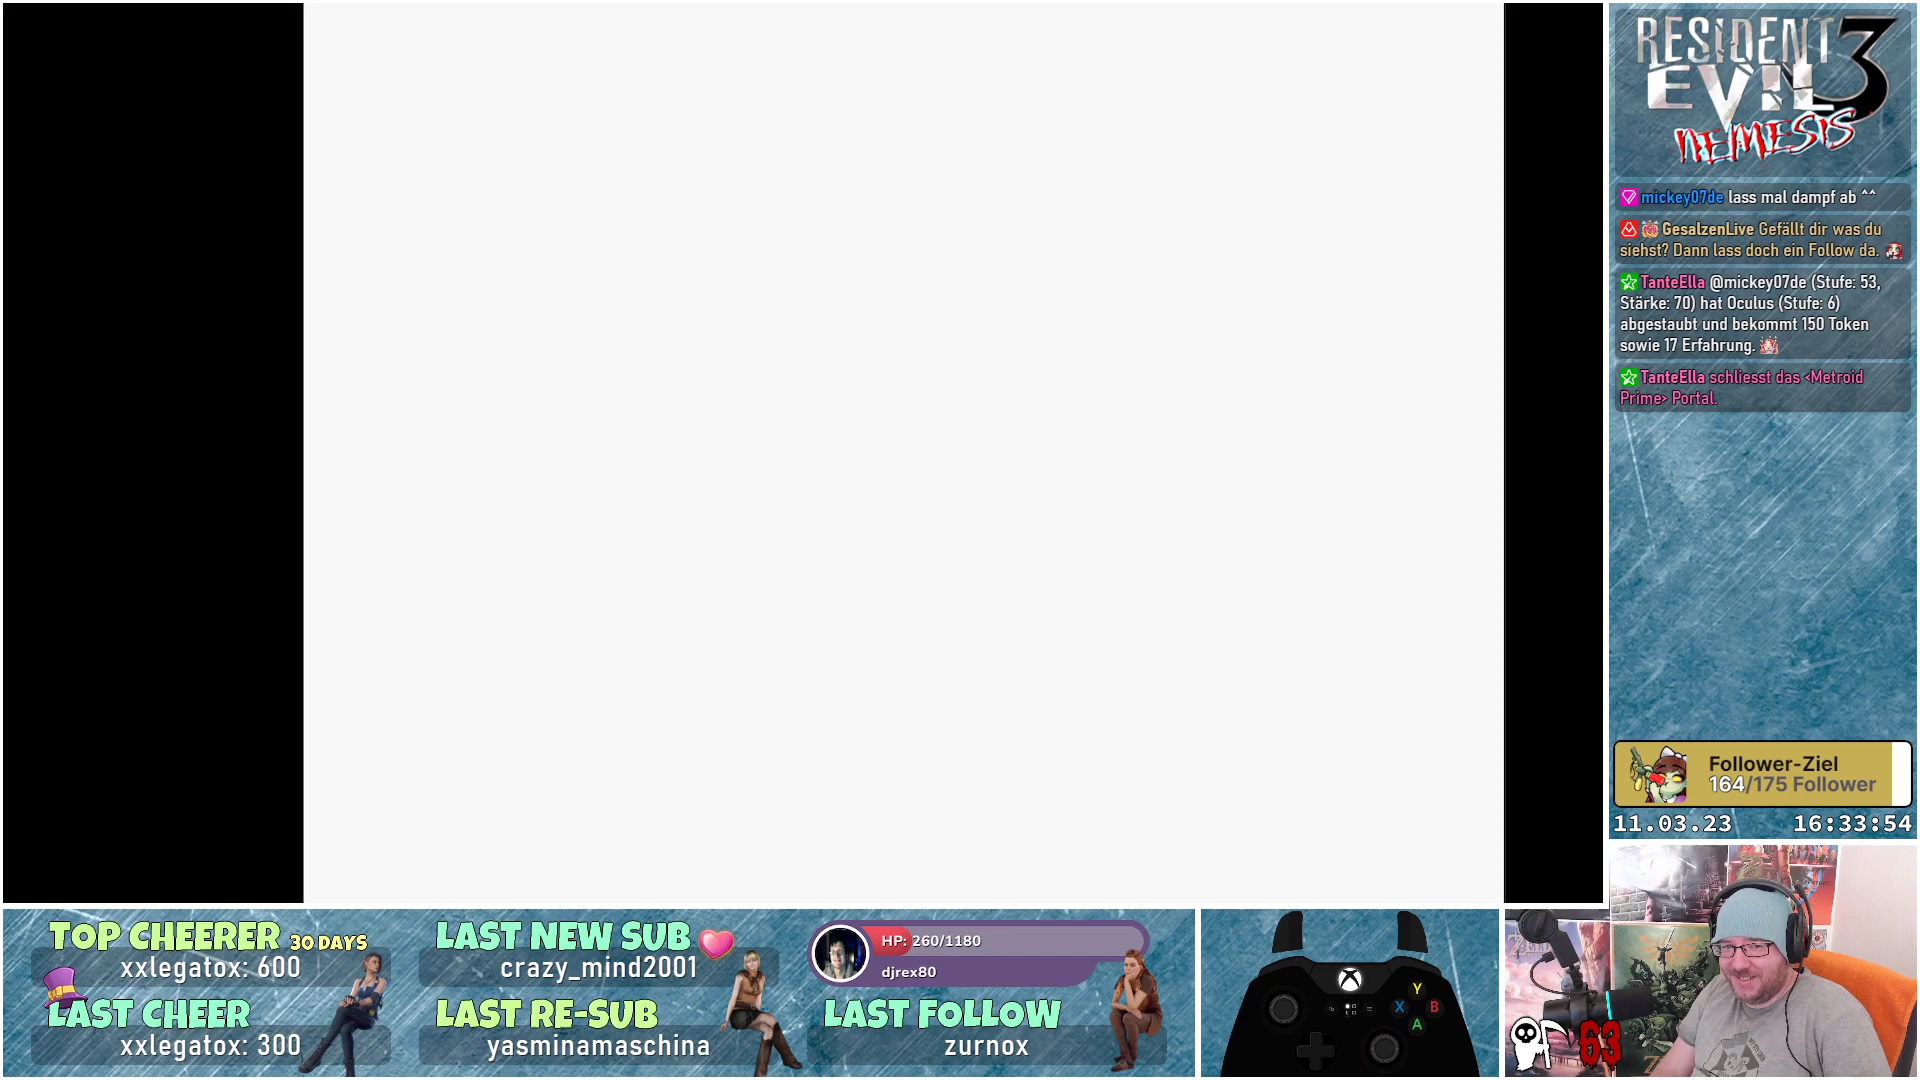 RESIDENT
EVIL 3
NEMESIS
mickey07de lass mal dampf ab ^^
GesalzenLive Gefällt dir was du
siehst? Dann lass doch ein Follow da.
TanteElla @mickey07de (Stufe: 53,
Stärke: 70) hat Oculus (Stufe: 6)
abgestaubt und bekommt 150 Token
sowie 17 Erfahrung.
TanteElla schliesst das <Metroid
Prime> Portal.
Follower-Ziel
164/175 Follower
11.03.23 16:33:54
TOP CHEERER 30 DAYS
xxlegatox: 600
LAST CHEER
xxlegatox: 300
LAST NEW SUB
crazy_mind2001
LAST RE-SUB
yasminamaschina
HP: 260/1180
djrex80
LAST FOLLOW
zurnox
Y
X B
A
63